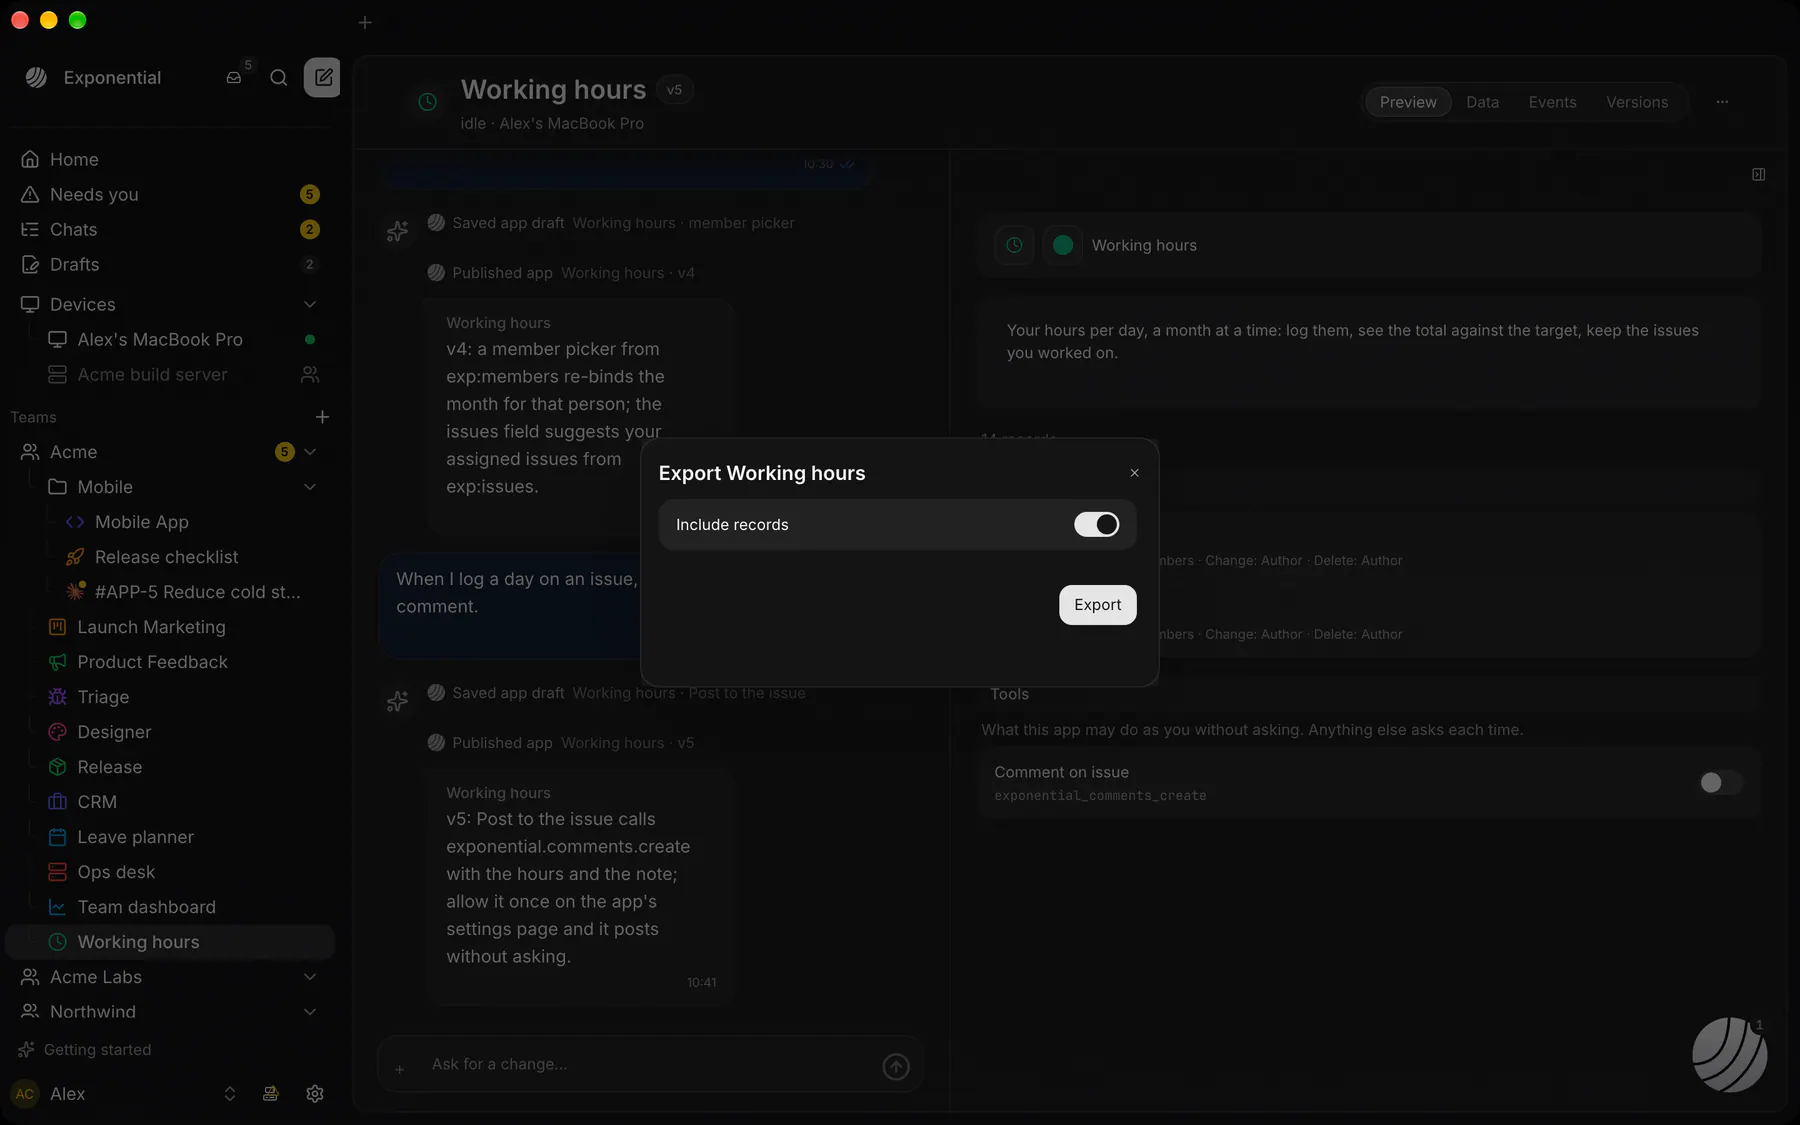 Exponential
5
Home
Needs you
5
Chats
2
Drafts
2
Devices
Alex's MacBook Pro
Acme build server
Teams
Acme
5
Mobile
Mobile App
Release checklist
#APP-5 Reduce cold st...
Launch Marketing
Product Feedback
Triage
Designer
Release
CRM
Leave planner
Ops desk
Team dashboard
Working hours
Acme Labs
Northwind
Getting started
AC
Alex
Working hours
v5
idle · Alex's MacBook Pro
Preview
Data
Events
Versions
10:30
Saved app draft Working hours · member picker
Published app Working hours · v4
Working hours
v4: a member picker from
exp:members re-binds the
month for that person; the
issues field suggests your
assigned issues from
exp:issues.
When I log a day on an issue,
comment.
Saved app draft Working hours · Post to the issue
Published app Working hours · v5
Working hours
v5: Post to the issue calls
exponential.comments.create
with the hours and the note;
allow it once on the app's
settings page and it posts
without asking.
10:41
Ask for a change...
Working hours
Your hours per day, a month at a time: log them, see the total against the target, keep the issues
you worked on.
14 records
Export Working hours
Include records
Export
· Change: Author · Delete: Author
· Change: Author · Delete: Author
Tools
What this app may do as you without asking. Anything else asks each time.
Comment on issue
exponential_comments_create
1